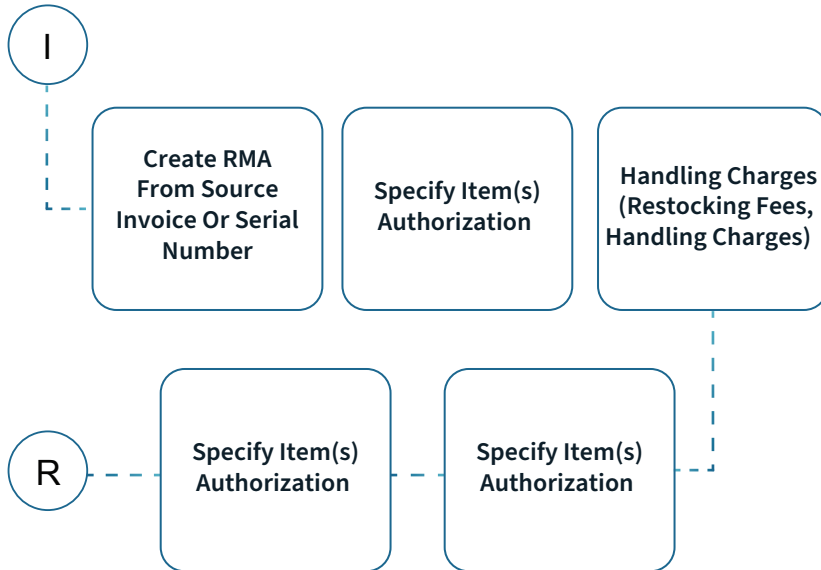 I
Create RMA
From Source
Invoice Or Serial
Number
Specify Item(s)
Authorization
Handling Charges
(Restocking Fees,
Handling Charges)
R
Specify Item(s)
Authorization
Specify Item(s)
Authorization